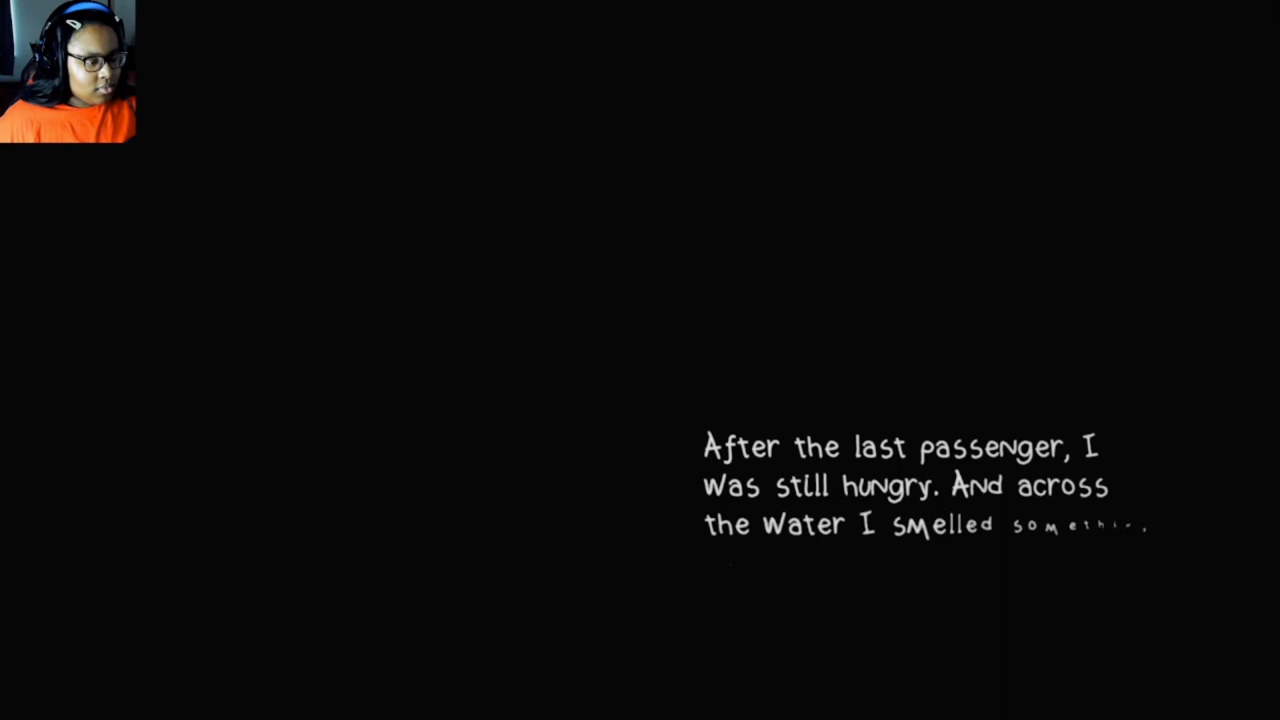 After the last passenger, I
was still hungry. And across
the water I smelled